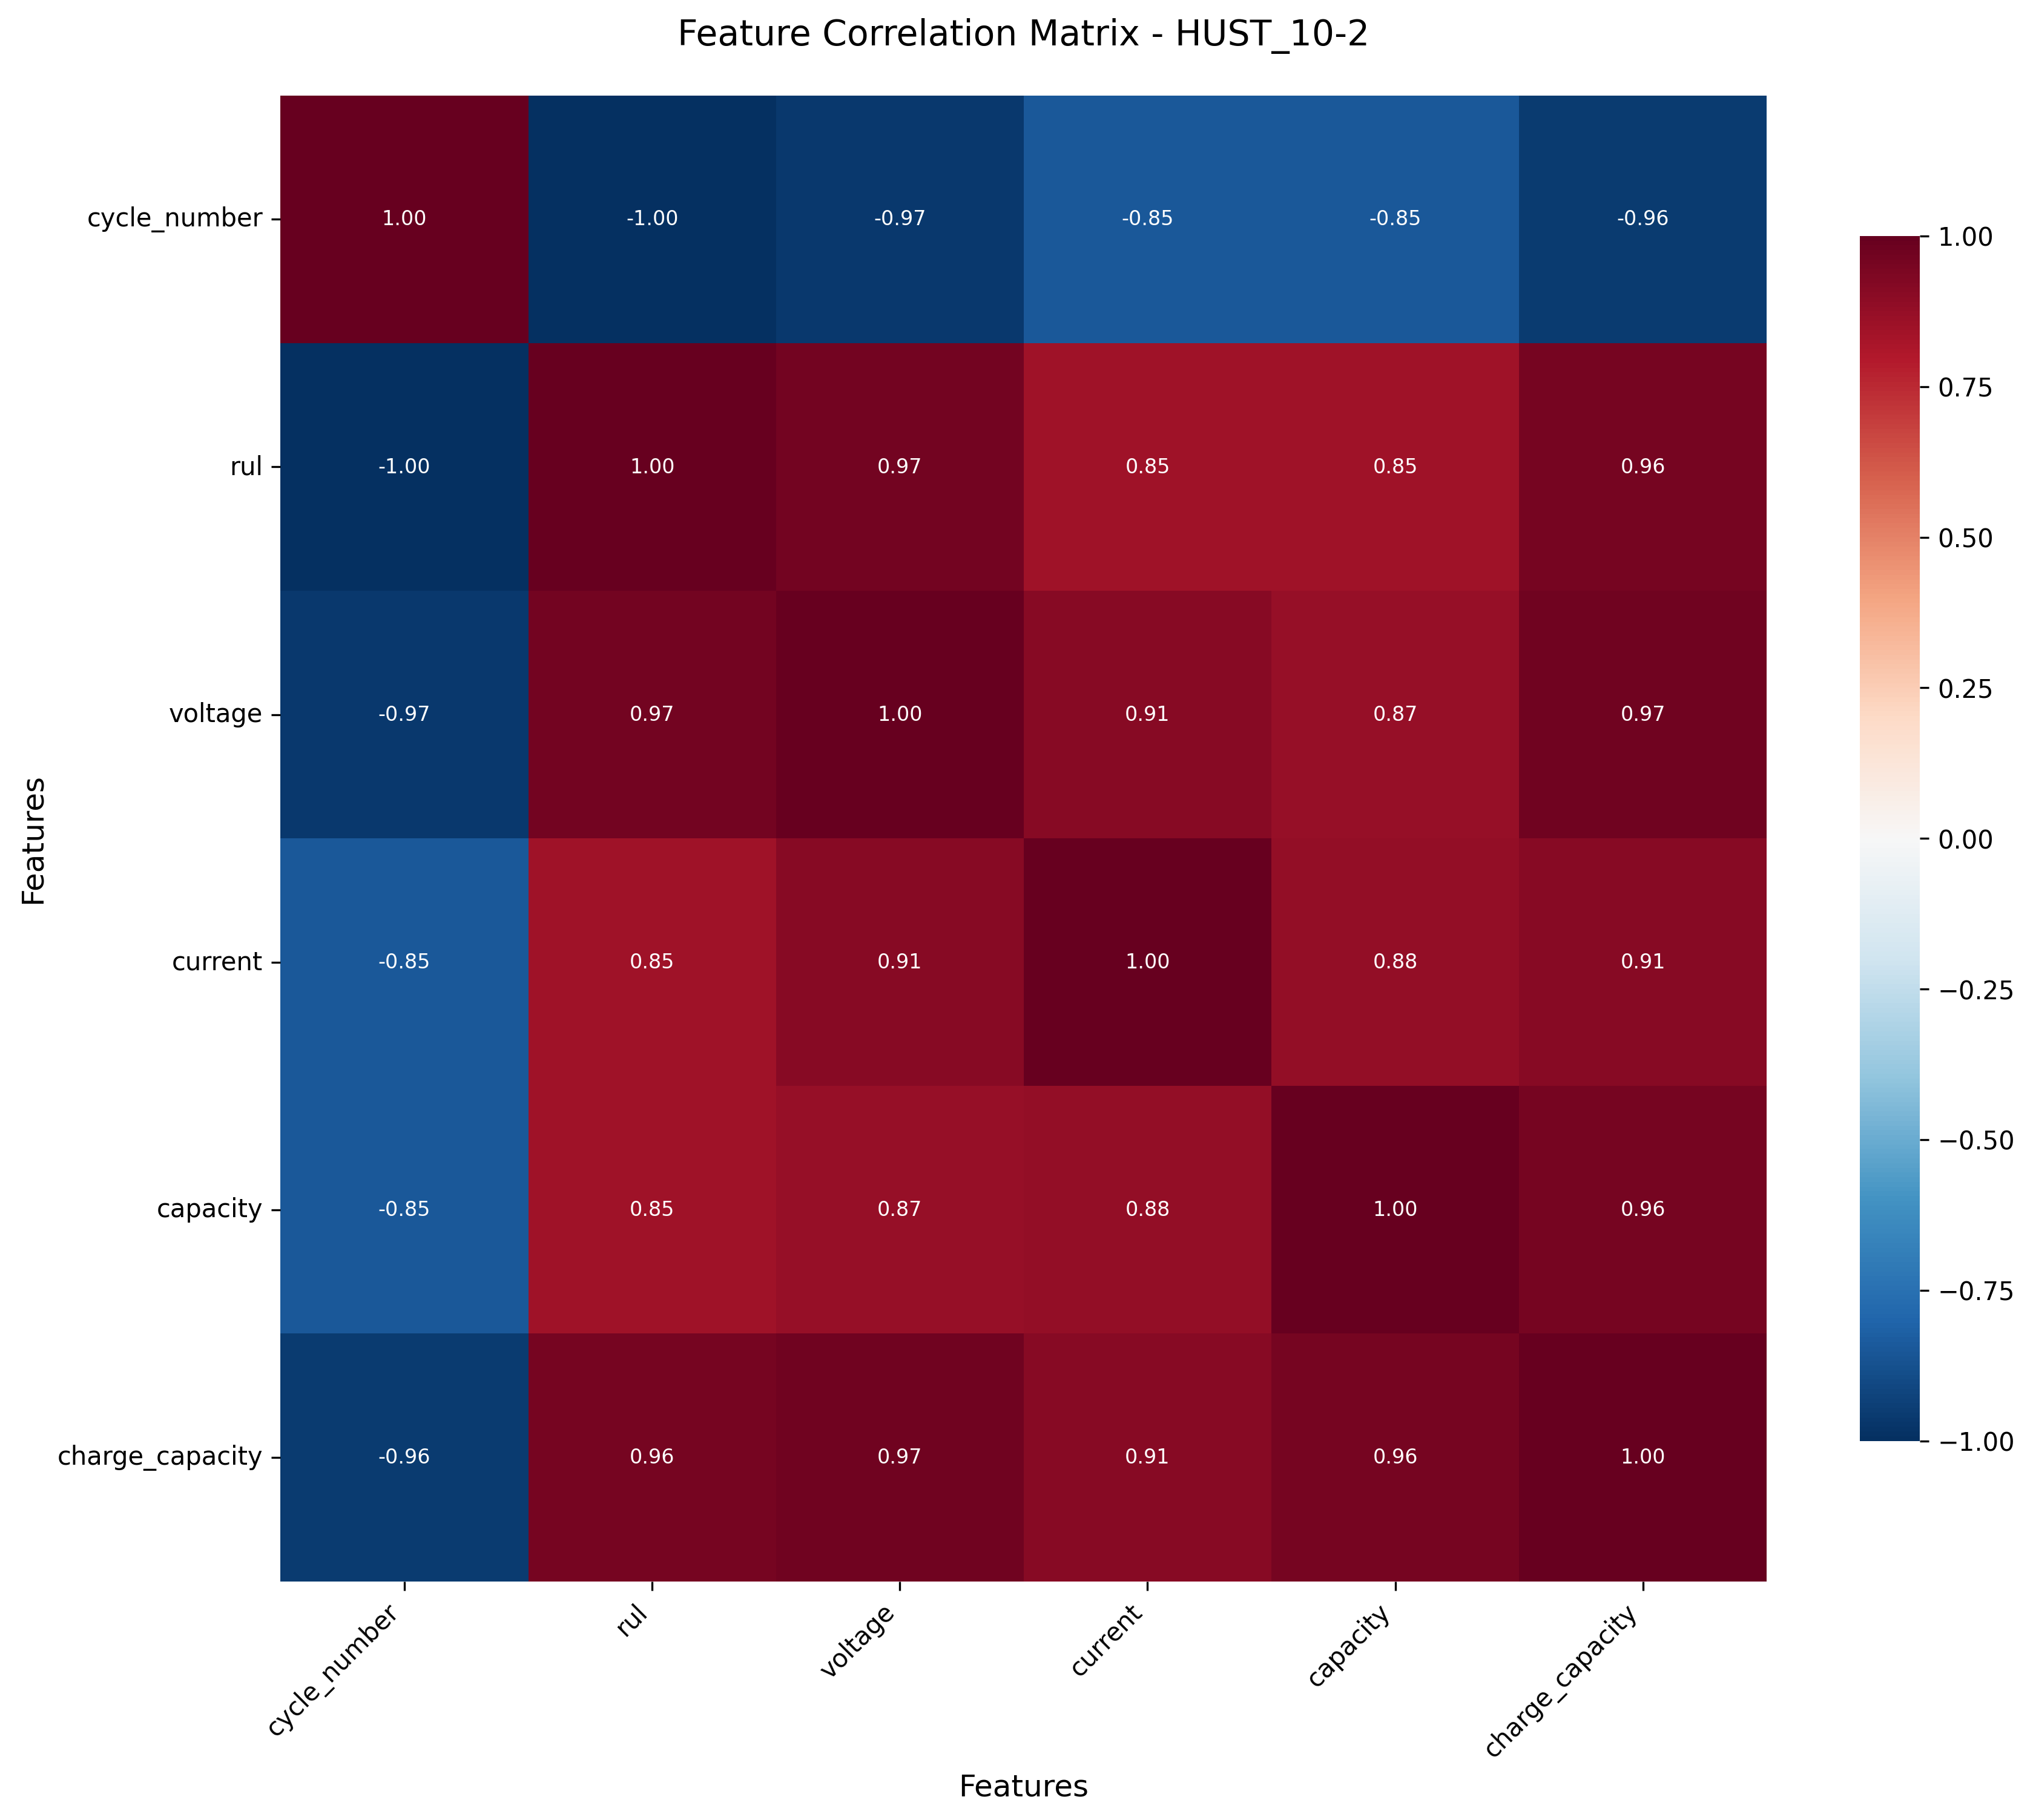 Feature Correlation Matrix - HUST_10-2
Features
cycle_number 1.00 -1.00 -0.97 -0.85 -0.85 -0.96
rul -1.00 1.00 0.97 0.85 0.85 0.96
voltage -0.97 0.97 1.00 0.91 0.87 0.97
current -0.85 0.85 0.91 1.00 0.88 0.91
capacity -0.85 0.85 0.87 0.88 1.00 0.96
charge_capacity -0.96 0.96 0.97 0.91 0.96 1.00
cycle_number rul voltage current capacity charge_capacity
Features
1.00
0.75
0.50
0.25
0.00
−0.25
−0.50
−0.75
−1.00